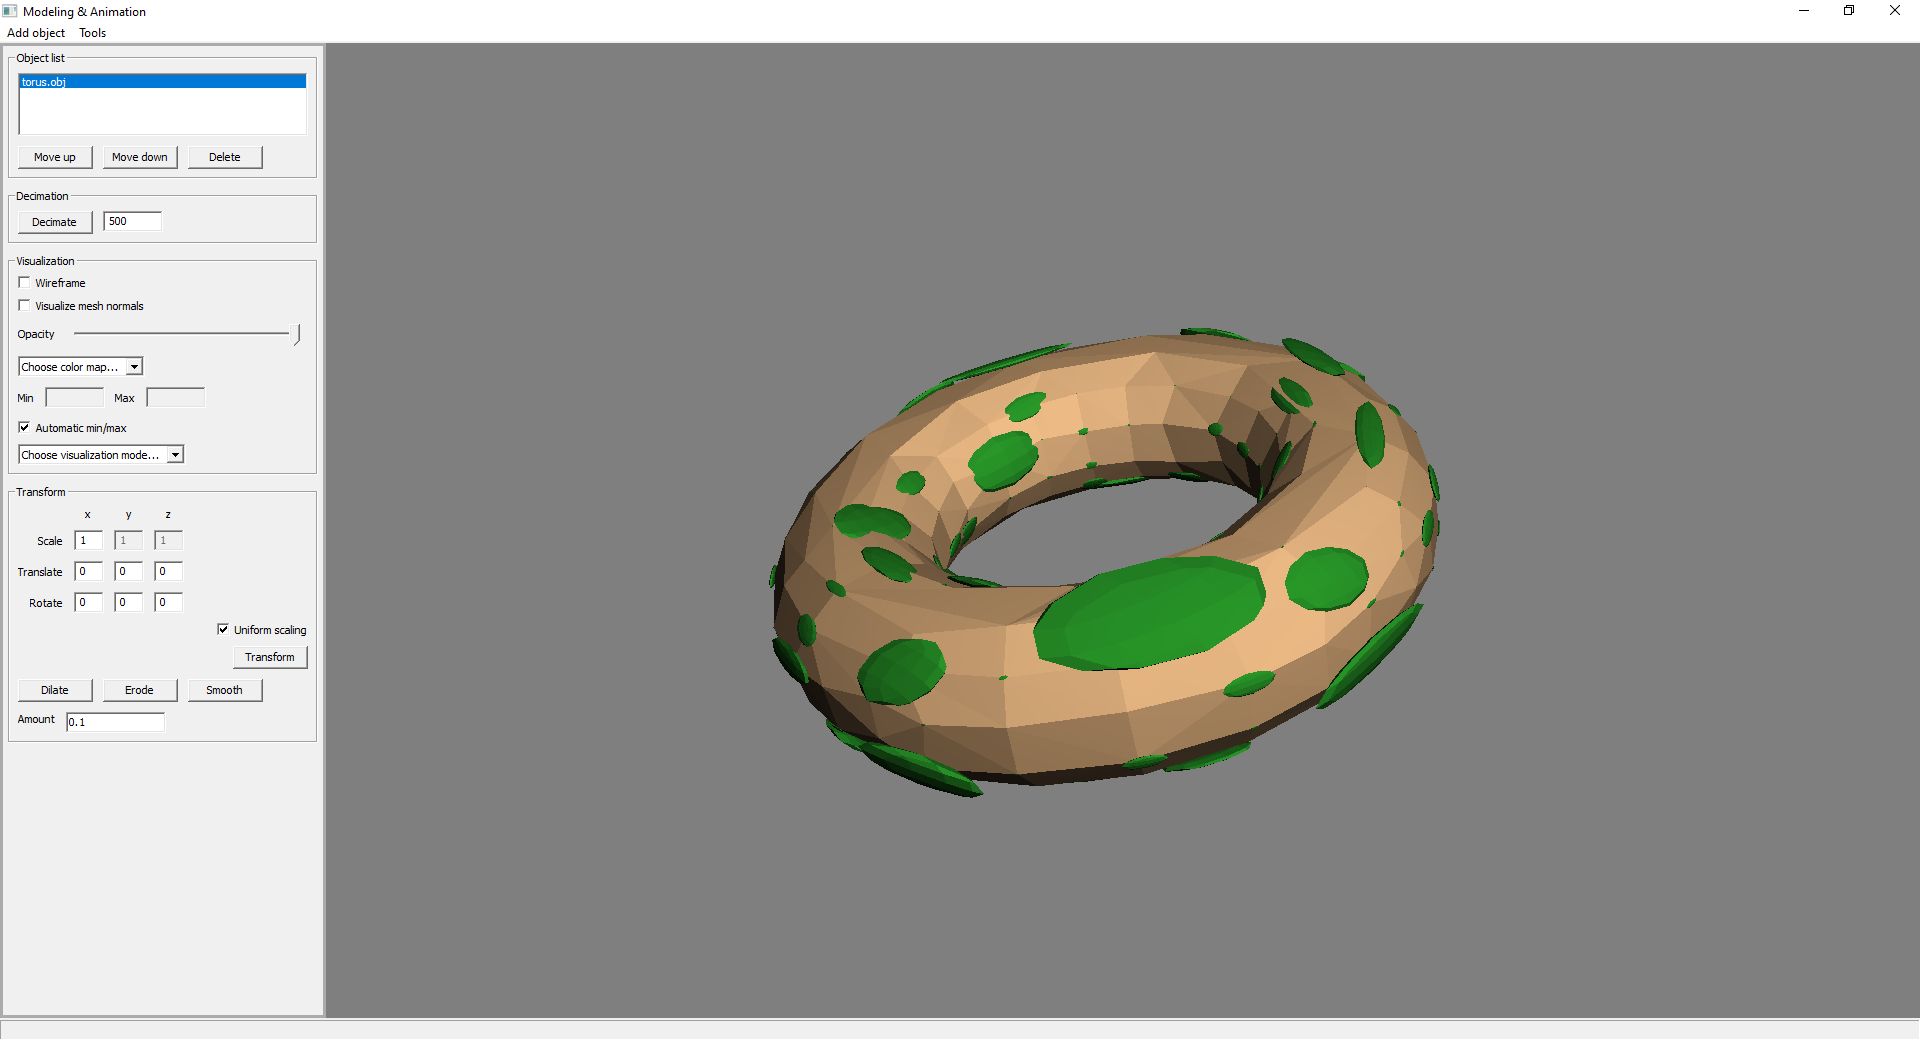 Modeling & Animation
Add object Tools
Object list
torus.obj
Move up Move down Delete
Decimation
Decimate 500
Visualization
Wireframe
Visualize mesh normals
Opacity
Choose color map...
Min Max
Automatic min/max
Choose visualization mode...
Transform
x y z
Scale 1 1 1
Translate 0 0 0
Rotate 0 0 0
Uniform scaling
Transform
Dilate Erode Smooth
Amount 0.1